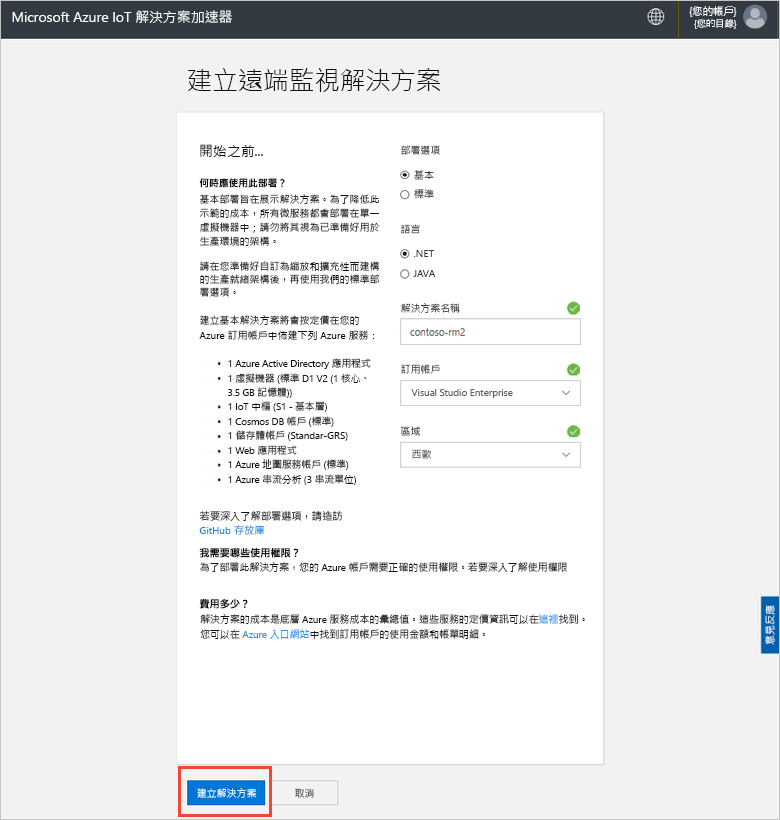 Microsoft Azure IoT 解決方案加速器
{您的帳戶}
{您的目錄}
建立遠端監視解決方案
開始之前...
何時應使用此部署？
基本部署旨在展示解決方案。為了降低此
示範的成本，所有微服務都會部署在單一
虛擬機器中；請勿將其視為已準備好用於
生產環境的架構。
請在您準備好自訂為縮放和擴充性而建構
的生產就緒架構後，再使用我們的標準部
署選項。
建立基本解決方案將會按定價在您的
Azure 訂用帳戶中佈建下列 Azure 服務：
• 1 Azure Active Directory 應用程式
• 1 虛擬機器 (標準 D1 V2 (1 核心、
3.5 GB 記憶體))
• 1 IoT 中樞 (S1 - 基本層)
• 1 Cosmos DB 帳戶 (標準)
• 1 儲存體帳戶 (Standar-GRS)
• 1 Web 應用程式
• 1 Azure 地圖服務帳戶 (標準)
• 1 Azure 串流分析 (3 串流單位)
若要深入了解部署選項，請造訪
GitHub 存放庫
部署選項
基本
標準
語言
.NET
JAVA
解決方案名稱
contoso-rm2
訂用帳戶
Visual Studio Enterprise
區域
西歐
我需要哪些使用權限？
為了部署此解決方案，您的 Azure 帳戶需要正確的使用權限。若要深入了解使用權限
費用多少？
解決方案的成本是底層 Azure 服務成本的彙總值。這些服務的定價資訊可以在這裡找到。
您可以在 Azure 入口網站中找到訂用帳戶的使用金額和帳單明細。
意見反應
建立解決方案
取消